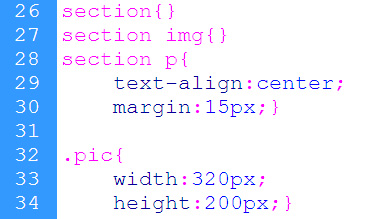 26 section{}
27 section img{}
28 section p{
29     text-align:center;
30     margin:15px;}
31
32 .pic{
33     width:320px;
34     height:200px;}